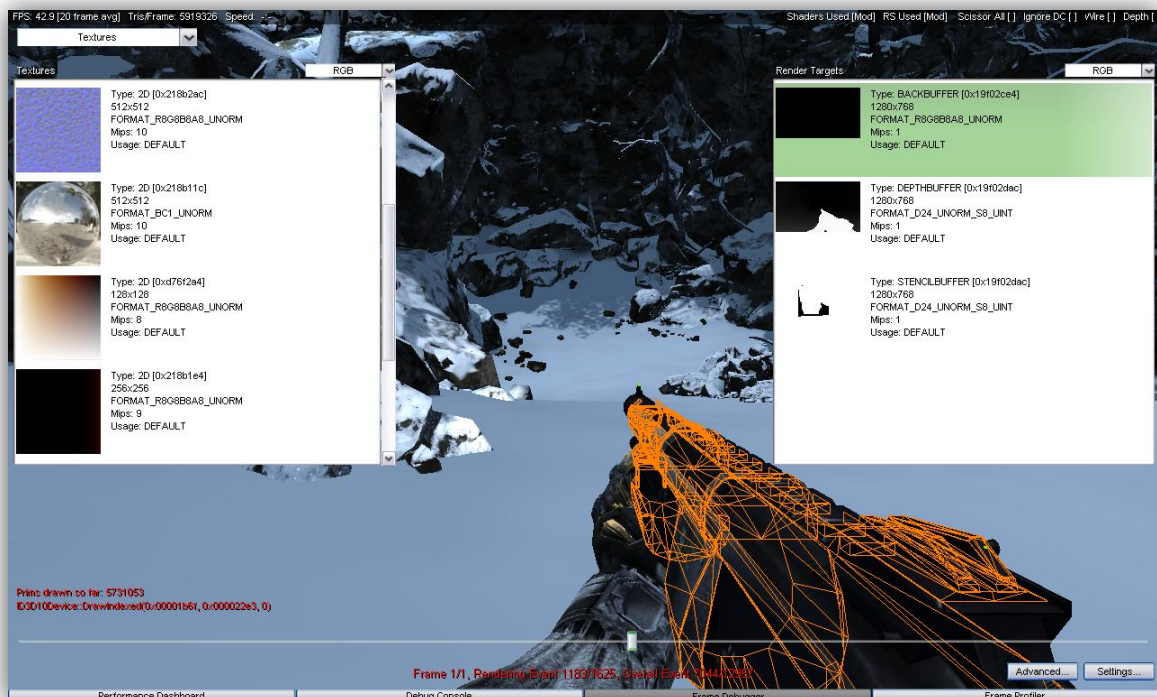 FPS: 42.9 [20 frame avg] Tris/Frame: 5919326 Speed: -:-
Shaders Used [Mod] RS Used [Mod] Scissor All [ ] Ignore DC [ ] Wire [ ] Depth [
Textures
Textures RGB
Type: 2D [0x218b2ac]
512x512
FORMAT_R8G8B8A8_UNORM
Mips: 10
Usage: DEFAULT
Type: 2D [0x218b11c]
512x512
FORMAT_BC1_UNORM
Mips: 10
Usage: DEFAULT
Type: 2D [0xd76f2a4]
128x128
FORMAT_R8G8B8A8_UNORM
Mips: 8
Usage: DEFAULT
Type: 2D [0x218b1e4]
256x256
FORMAT_R8G8B8A8_UNORM
Mips: 9
Usage: DEFAULT
Render Targets RGB
Type: BACKBUFFER [0x19f02ce4]
1280x768
FORMAT_R8G8B8A8_UNORM
Mips: 1
Usage: DEFAULT
Type: DEPTHBUFFER [0x19f02dac]
1280x768
FORMAT_D24_UNORM_S8_UINT
Mips: 1
Usage: DEFAULT
Type: STENCILBUFFER [0x19f02dac]
1280x768
FORMAT_D24_UNORM_S8_UINT
Mips: 1
Usage: DEFAULT
Prims drawn so far: 5731053
ID3D10Device::DrawIndexed(0x00001b6f, 0x000022e3, 0)
Frame 1/1, Rendering Event 1183/1625, Overall Event
Advanced... Settings...
Performance Dashboard Debug Console Frame Debugger Frame Profiler